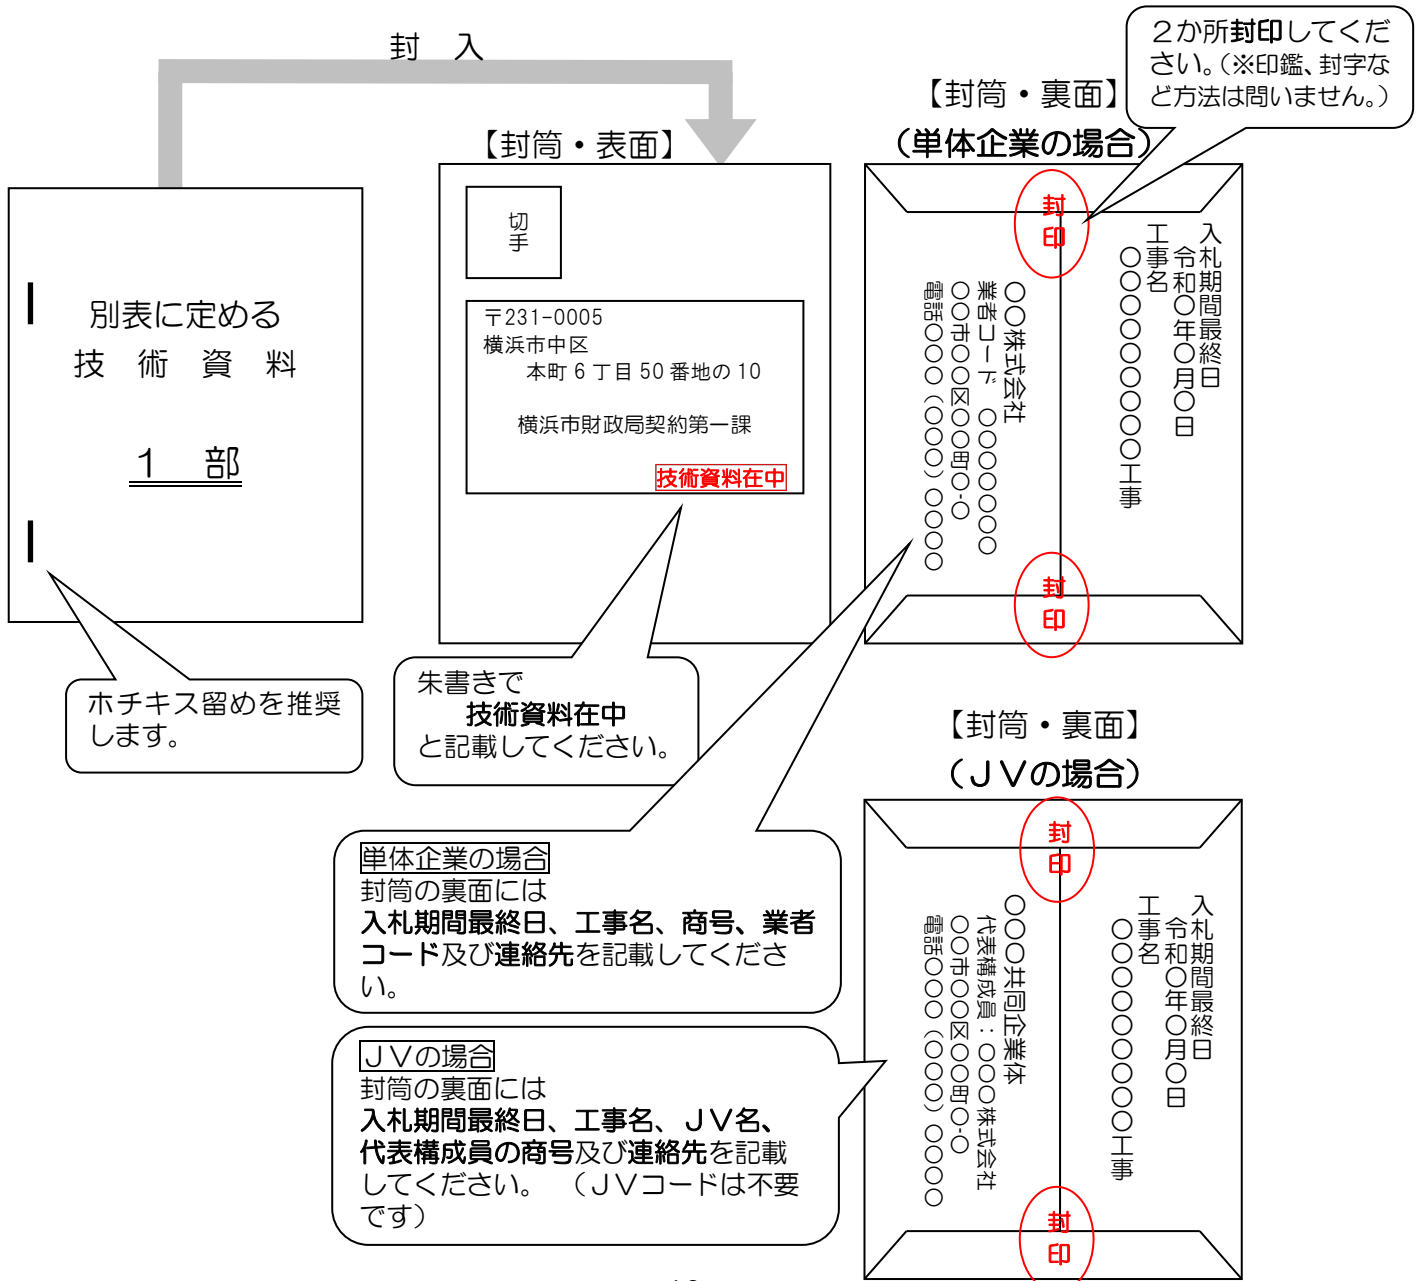 封　入
２か所封印してくだ
さい。（※印鑑、封字な
ど方法は問いません。）
【封筒・表面】
【封筒・裏面】
（単体企業の場合）
別表に定める
技　術　資　料
１　部
ホチキス留めを推奨
します。
切手
〒231-0005
横浜市中区
本町６丁目50番地の10
横浜市財政局契約第一課
技術資料在中
朱書きで
技術資料在中
と記載してください。
封印
入札期間最終日
令和〇年〇月〇日
工事名
〇〇〇〇〇〇〇〇〇工事
〇〇株式会社
業者コード　〇〇〇〇〇〇〇
〇〇市〇〇区〇〇町〇-〇
電話〇〇〇（〇〇〇）〇〇〇〇
封印
単体企業の場合
封筒の裏面には
入札期間最終日、工事名、商号、業者
コード及び連絡先を記載してくださ
い。
ＪＶの場合
封筒の裏面には
入札期間最終日、工事名、ＪＶ名、
代表構成員の商号及び連絡先を記載
してください。　（ＪＶコードは不要
です）
【封筒・裏面】
（ＪＶの場合）
封印
入札期間最終日
令和〇年〇月〇日
工事名
〇〇〇〇〇〇〇〇〇工事
〇〇〇共同企業体
代表構成員：〇〇〇株式会社
〇〇市〇〇区〇〇町〇-〇
電話〇〇〇（〇〇〇）〇〇〇〇
封印